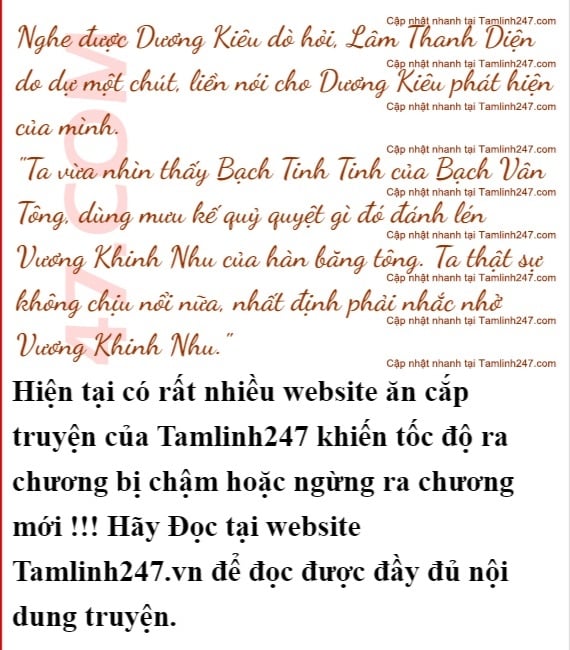 Cập nhật nhanh tại Tamlinh247.com
Nghe được Dương Kiêu dò hỏi, Lâm Thanh Diện
Cập nhật nhanh tại Tamlinh247.com
do dự một chút, liền nói cho Dương Kiêu phát hiện
Cập nhật nhanh tại Tamlinh247.com
của mình.
Cập nhật nhanh tại Tamlinh247.com
"Ta vừa nhìn thấy Bạch Tinh Tinh của Bạch Vân
Cập nhật nhanh tại Tamlinh247.com
Tông, dùng mưu kế quỷ quyệt gì đó đánh lén
Cập nhật nhanh tại Tamlinh247.com
Vương Khinh Nhu của hàn băng tông. Ta thật sự
Cập nhật nhanh tại Tamlinh247.com
không chịu nổi nữa, nhất định phải nhắc nhở
Cập nhật nhanh tại Tamlinh247.com
Vương Khinh Nhu."
Cập nhật nhanh tại Tamlinh247.com
47.COM
Hiện tại có rất nhiều website ăn cắp
truyện của Tamlinh247 khiến tốc độ ra
chương bị chậm hoặc ngừng ra chương
mới !!! Hãy Đọc tại website
Tamlinh247.vn để đọc được đầy đủ nội
dung truyện.